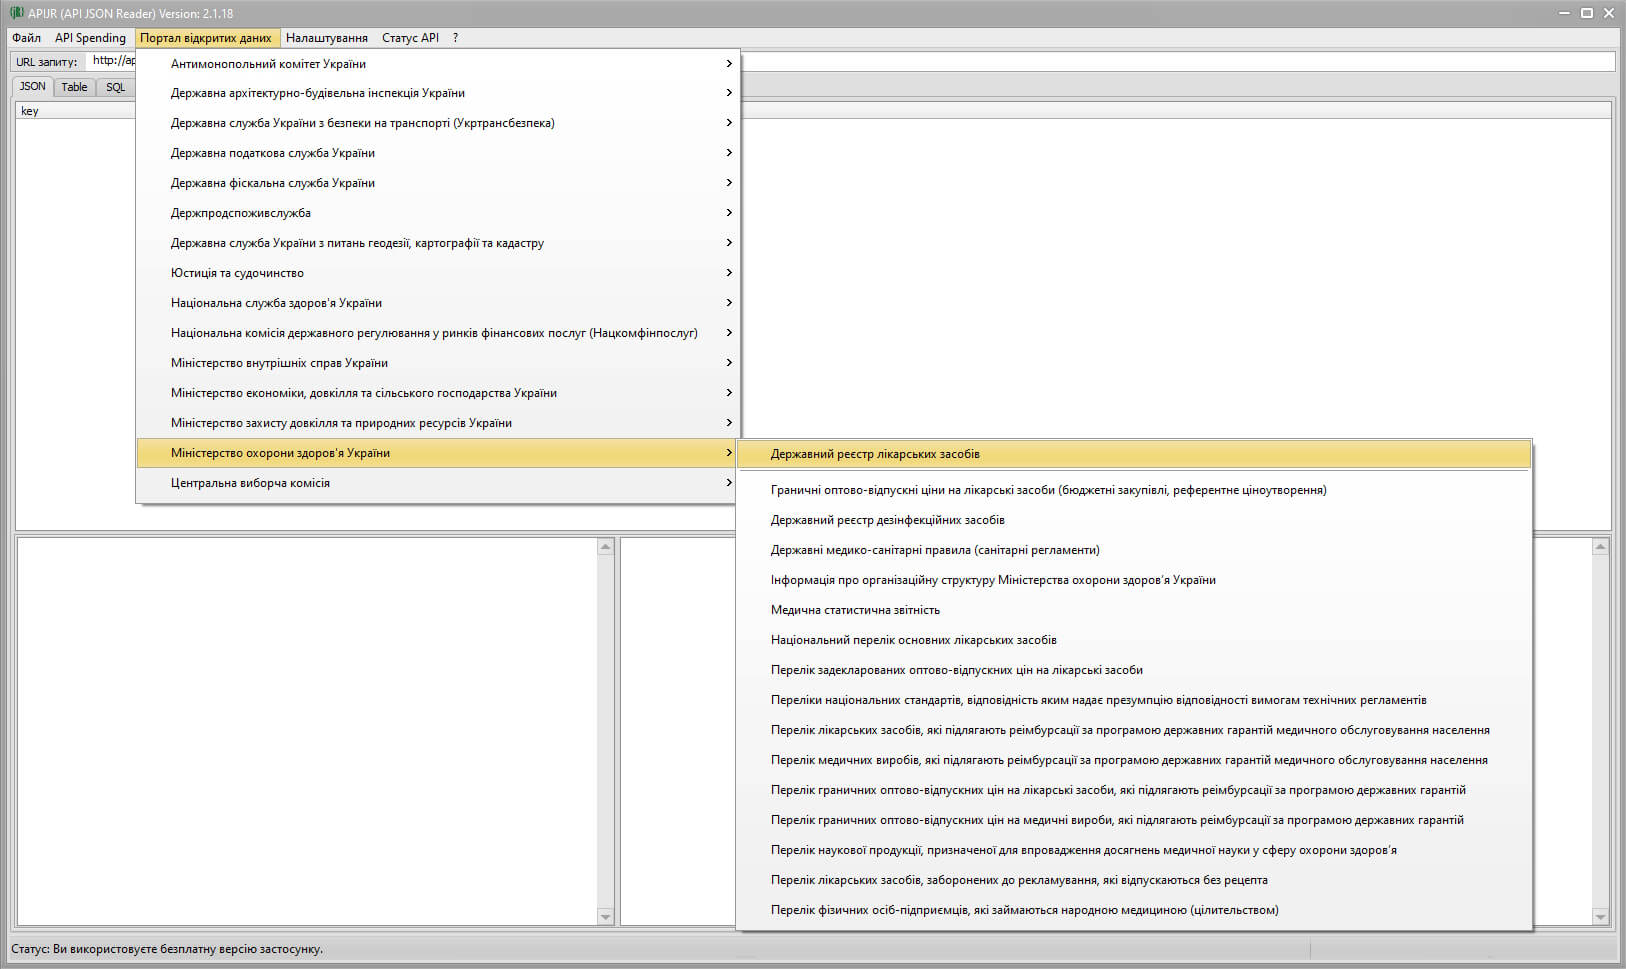 APIJR (API JSON Reader) Version: 2.1.18
Файл API Spending Портал відкритих даних Налаштування Статус API ?
URL запиту: http://ap
JSON Table SQL
key
Антимонопольний комітет України
Державна архітектурно-будівельна інспекція України
Державна служба України з безпеки на транспорті (Укртрансбезпека)
Державна податкова служба України
Державна фіскальна служба України
Держпродспоживслужба
Державна служба України з питань геодезії, картографії та кадастру
Юстиція та судочинство
Національна служба здоров'я України
Національна комісія державного регулювання у ринків фінансових послуг (Нацкомфінпослуг)
Міністерство внутрішніх справ України
Міністерство економіки, довкілля та сільського господарства України
Міністерство захисту довкілля та природних ресурсів України
Міністерство охорони здоров'я України
Центральна виборча комісія
Державний реєстр лікарських засобів
Граничні оптово-відпускні ціни на лікарські засоби (бюджетні закупівлі, референтне ціноутворення)
Державний реєстр дезінфекційних засобів
Державні медико-санітарні правила (санітарні регламенти)
Інформація про організаційну структуру Міністерства охорони здоров'я України
Медична статистична звітність
Національний перелік основних лікарських засобів
Перелік задекларованих оптово-відпускних цін на лікарські засоби
Переліки національних стандартів, відповідність яким надає презумпцію відповідності вимогам технічних регламентів
Перелік лікарських засобів, які підлягають реімбурсації за програмою державних гарантій медичного обслуговування населення
Перелік медичних виробів, які підлягають реімбурсації за програмою державних гарантій медичного обслуговування населення
Перелік граничних оптово-відпускних цін на лікарські засоби, які підлягають реімбурсації за програмою державних гарантій
Перелік граничних оптово-відпускних цін на медичні вироби, які підлягають реімбурсації за програмою державних гарантій
Перелік наукової продукції, призначеної для впровадження досягнень медичної науки у сферу охорони здоров'я
Перелік лікарських засобів, заборонених до рекламування, які відпускаються без рецепта
Перелік фізичних осіб-підприємців, які займаються народною медициною (цілительством)
Статус: Ви використовуєте безплатну версію застосунку.